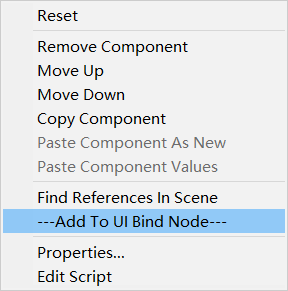 Reset
Remove Component
Move Up
Move Down
Copy Component
Paste Component As New
Paste Component Values
Find References In Scene
---Add To UI Bind Node---
Properties...
Edit Script